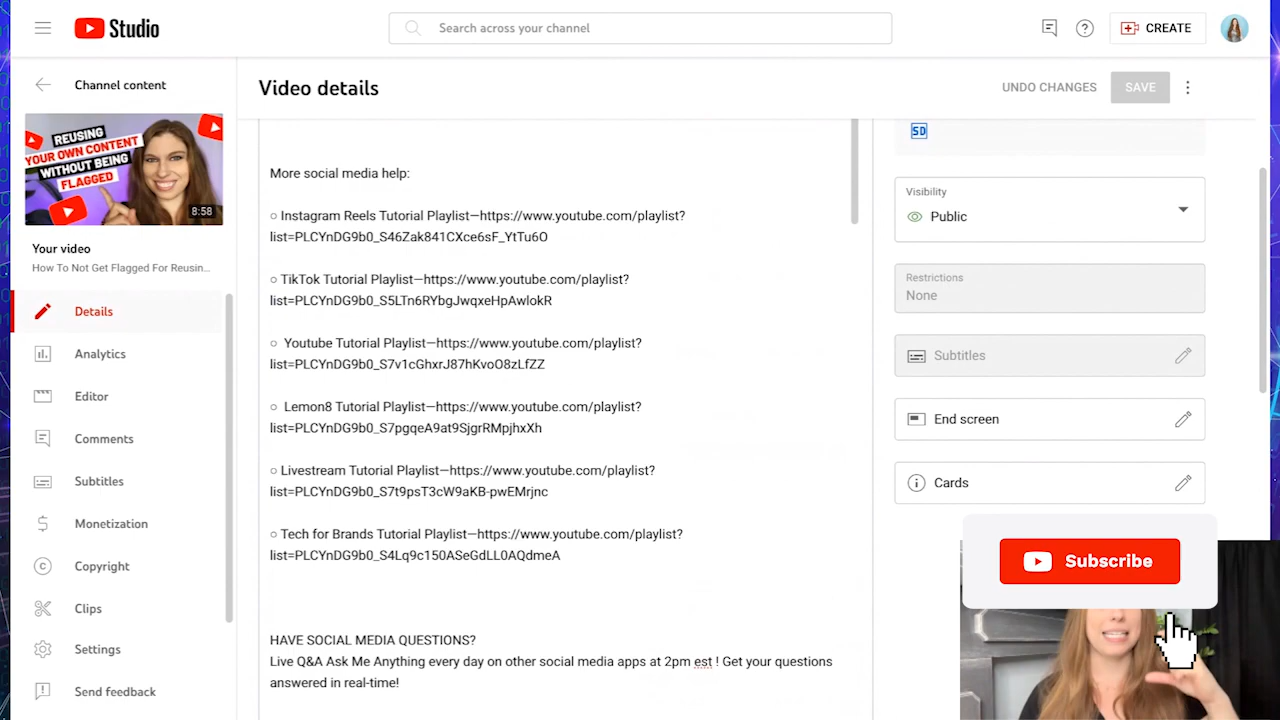 Studio
Search across your channel
CREATE
Channel content
Video details
UNDO CHANGES
SAVE
REUSING
YOUR OWN CONTENT
WITHOUT BEING
FLAGGED
8:58
Your video
How To Not Get Flagged For Reusin...
Details
Analytics
Editor
Comments
Subtitles
Monetization
Copyright
Clips
Settings
Send feedback
More social media help:
○ Instagram Reels Tutorial Playlist—https://www.youtube.com/playlist?
list=PLCYnDG9b0_S46Zak841CXce6sF_YtTu6O
○ TikTok Tutorial Playlist—https://www.youtube.com/playlist?
list=PLCYnDG9b0_S5LTn6RYbgJwqxeHpAwlokR
○ Youtube Tutorial Playlist—https://www.youtube.com/playlist?
list=PLCYnDG9b0_S7v1cGhxrJ87hKvoO8zLfZZ
○ Lemon8 Tutorial Playlist—https://www.youtube.com/playlist?
list=PLCYnDG9b0_S7pgqeA9at9SjgrRMpjhxXh
○ Livestream Tutorial Playlist—https://www.youtube.com/playlist?
list=PLCYnDG9b0_S7t9psT3cW9aKB-pwEMrjnc
○ Tech for Brands Tutorial Playlist—https://www.youtube.com/playlist?
list=PLCYnDG9b0_S4Lq9c150ASeGdLL0AQdmeA
HAVE SOCIAL MEDIA QUESTIONS?
Live Q&A Ask Me Anything every day on other social media apps at 2pm est ! Get your questions
answered in real-time!
SD
Visibility
Public
Restrictions
None
Subtitles
End screen
Cards
Subscribe